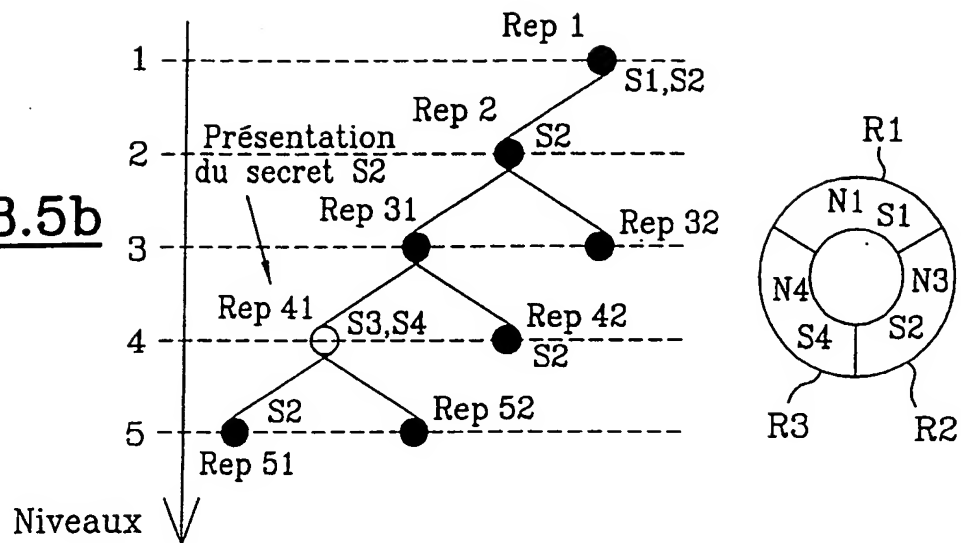 Rep 1
1
S1,S2
Rep 2
S2
R1
2
Présentation
du secret S2
N1
S1
3.5b
Rep 31
Rep 32
3
N4
N3
Rep 41
S3,S4
Rep 42
S4
S2
4
S2
S2
Rep 52
R3
R2
5
Rep 51
Niveaux